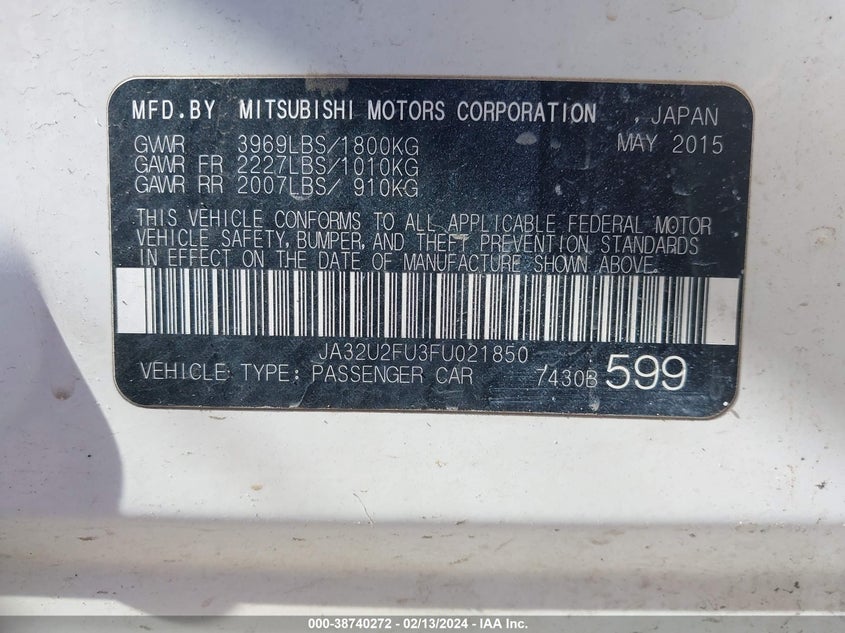 MFD.BY MITSUBISHI MOTORS CORPORATION , JAPAN
GVWR 3969LBS/1800KG MAY 2015
GAWR FR 2227LBS/1010KG
GAWR RR 2007LBS/ 910KG
THIS VEHICLE CONFORMS TO ALL APPLICABLE FEDERAL MOTOR
VEHICLE SAFETY, BUMPER, AND THEFT PREVENTION STANDARDS
IN EFFECT ON THE DATE OF MANUFACTURE SHOWN ABOVE.
JA32U2FU3FU021850
VEHICLE TYPE: PASSENGER CAR 7430B 599
000-38740272 - 02/13/2024 - IAA Inc.